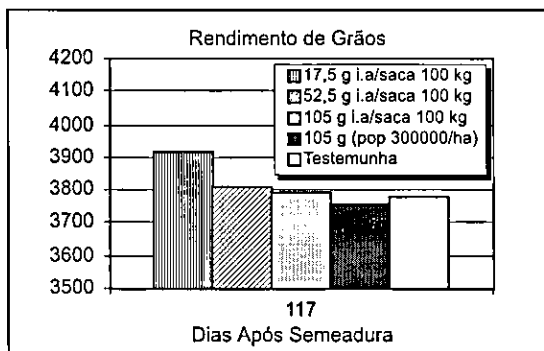 Rendimento de Grãos
4200
4100
4000
3900
3800
3700
3600
3500
17,5 g i.a/saca 100 kg
52,5 g i.a/saca 100 kg
105 g i.a/saca 100 kg
105 g (pop 300000/ha)
Testemunha
117
Dias Após Semeadura